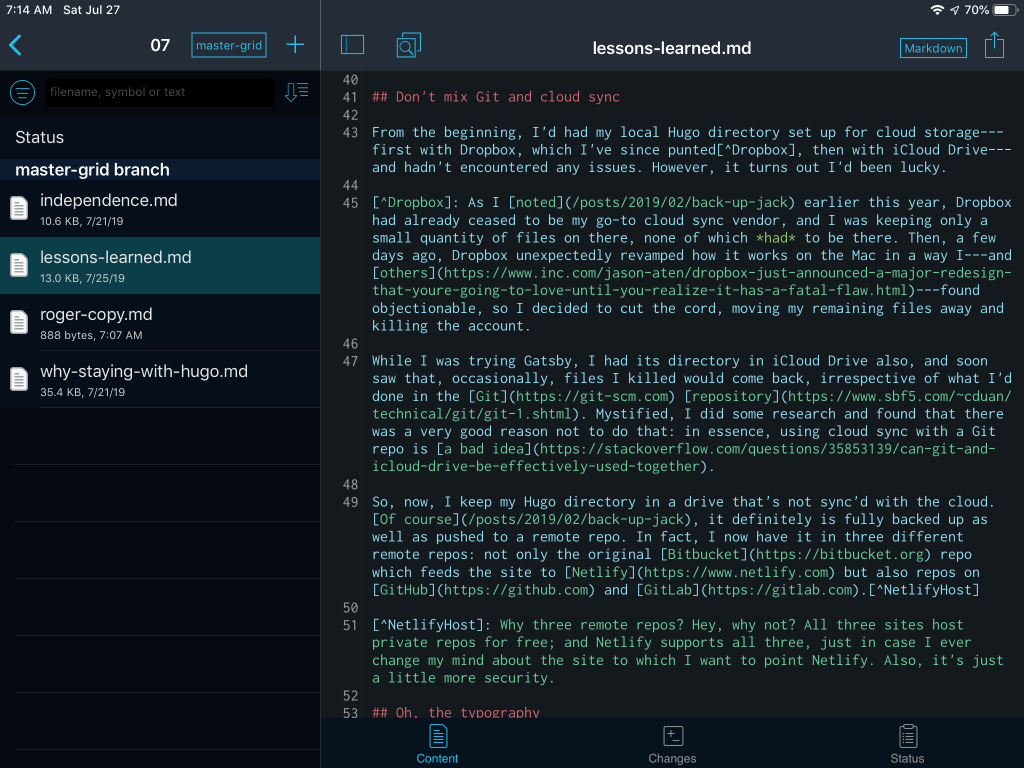 7:14 AM Sat Jul 27
70%
07
master-grid
lessons-learned.md
Markdown
filename, symbol or text
Status
master-grid branch
independence.md
10.6 KB, 7/21/19
lessons-learned.md
13.0 KB, 7/25/19
roger-copy.md
888 bytes, 7:07 AM
why-staying-with-hugo.md
35.4 KB, 7/21/19
40
41 ## Don't mix Git and cloud sync
42
43 From the beginning, I'd had my local Hugo directory set up for cloud storage---
first with Dropbox, which I've since punted[^Dropbox], then with iCloud Drive---
and hadn't encountered any issues. However, it turns out I'd been lucky.
44
45 [^Dropbox]: As I [noted](/posts/2019/02/back-up-jack) earlier this year, Dropbox
had already ceased to be my go-to cloud sync vendor, and I was keeping only a
small quantity of files on there, none of which *had* to be there. Then, a few
days ago, Dropbox unexpectedly revamped how it works on the Mac in a way I---and
[others](https://www.inc.com/jason-aten/dropbox-just-announced-a-major-redesign-
that-youre-going-to-love-until-you-realize-it-has-a-fatal-flaw.html)---found
objectionable, so I decided to cut the cord, moving my remaining files away and
killing the account.
46
47 While I was trying Gatsby, I had its directory in iCloud Drive also, and soon
saw that, occasionally, files I killed would come back, irrespective of what I'd
done in the [Git](https://git-scm.com) [repository](https://www.sbf5.com/~cduan/
technical/git/git-1.shtml). Mystified, I did some research and found that there
was a very good reason not to do that: in essence, using cloud sync with a Git
repo is [a bad idea](https://stackoverflow.com/questions/35853139/can-git-and-
icloud-drive-be-effectively-used-together).
48
49 So, now, I keep my Hugo directory in a drive that's not sync'd with the cloud.
[Of course](/posts/2019/02/back-up-jack), it definitely is fully backed up as
well as pushed to a remote repo. In fact, I now have it in three different
remote repos: not only the original [Bitbucket](https://bitbucket.org) repo
which feeds the site to [Netlify](https://www.netlify.com) but also repos on
[GitHub](https://github.com) and [GitLab](https://gitlab.com).[^NetlifyHost]
50
51 [^NetlifyHost]: Why three remote repos? Hey, why not? All three sites host
private repos for free; and Netlify supports all three, just in case I ever
change my mind about the site to which I want to point Netlify. Also, it's just
a little more security.
52
53 ## Oh, the typography
Content
Changes
Status